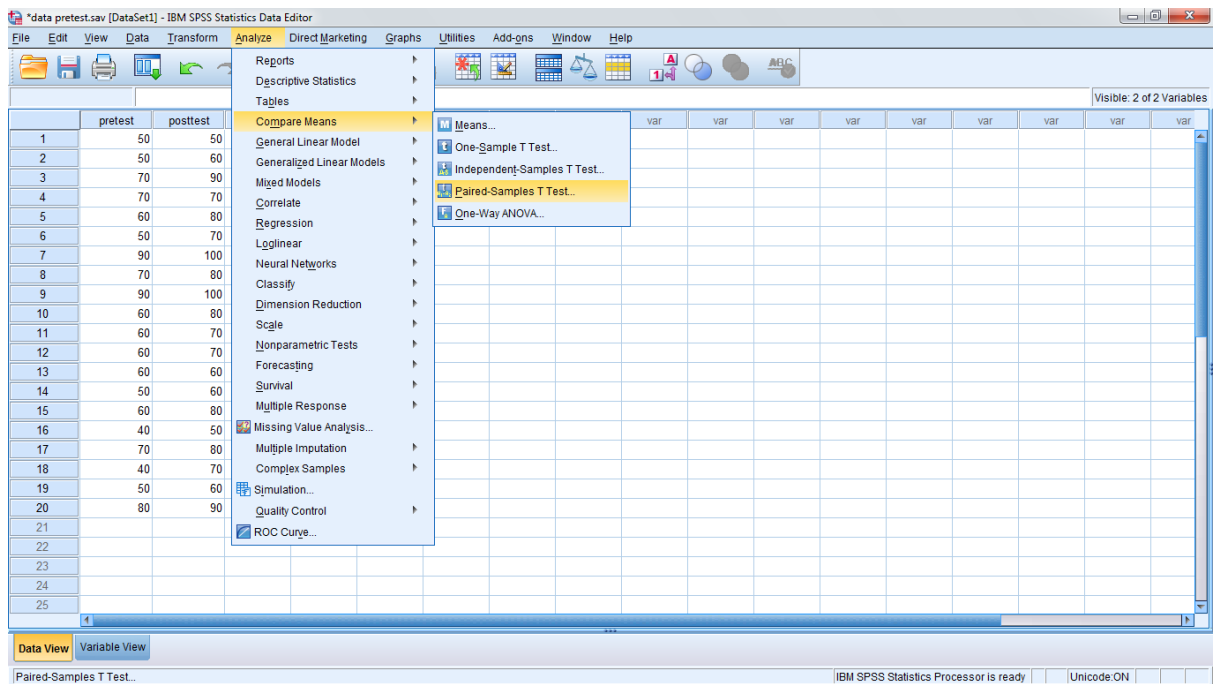 *data pretest.sav [DataSet1] - IBM SPSS Statistics Data Editor
File Edit View Data Transform Analyze Direct Marketing Graphs Utilities Add-ons Window Help
Visible: 2 of 2 Variables
pretest posttest var var var var var var var var var
1 50 50
2 50 60
3 70 90
4 70 70
5 60 80
6 50 70
7 90 100
8 70 80
9 90 100
10 60 80
11 60 70
12 60 70
13 60 60
14 50 60
15 60 80
16 40 50
17 70 80
18 40 70
19 50 60
20 80 90
21
22
23
24
25
Reports
Descriptive Statistics
Tables
Compare Means
General Linear Model
Generalized Linear Models
Mixed Models
Correlate
Regression
Loglinear
Neural Networks
Classify
Dimension Reduction
Scale
Nonparametric Tests
Forecasting
Survival
Multiple Response
Missing Value Analysis...
Multiple Imputation
Complex Samples
Simulation...
Quality Control
ROC Curve...
Means...
One-Sample T Test...
Independent-Samples T Test...
Paired-Samples T Test...
One-Way ANOVA...
Data View Variable View
Paired-Samples T Test... IBM SPSS Statistics Processor is ready Unicode:ON